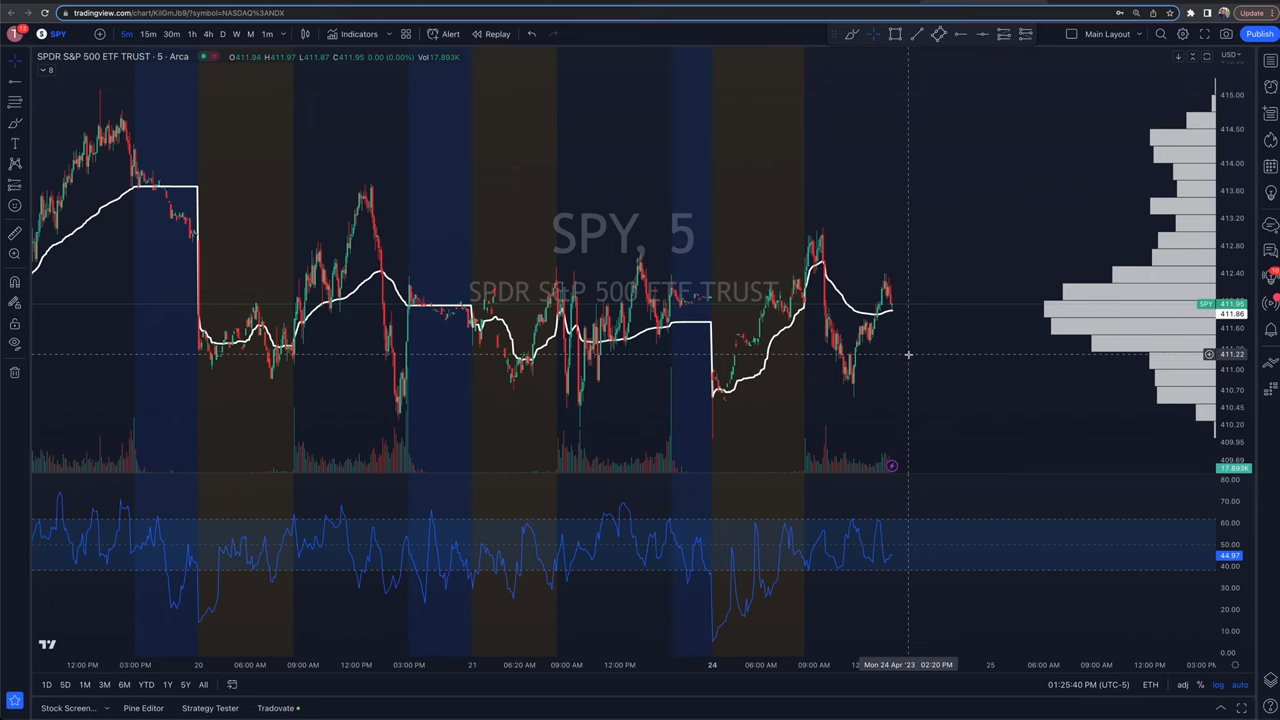 tradingview.com/chart/KilGmJb9/?symbol=NASDAQ%3ANDX
Update
12
SPY
5m 15m 30m 1h 4h D W M 1m
Indicators
Alert
Replay
Main Layout
Publish
SPDR S&P 500 ETF TRUST · 5 · Arca
O411.94 H411.97 L411.87 C411.95 0.00 (0.00%) Vol17.893K
8
USD
SPY, 5
SPDR S&P 500 ETF TRUST
415.00
414.50
414.00
413.60
413.20
412.80
412.40
SPY 411.95
411.86
411.60
411.22
411.00
410.70
410.45
410.20
409.95
409.69
17.893K
80.00
70.00
60.00
50.00
44.97
40.00
30.00
20.00
10.00
0.00
12:00 PM 03:00 PM 20 06:00 AM 09:00 AM 12:00 PM 03:00 PM 21 06:20 AM 09:00 AM 12:00 PM 24 06:00 AM 09:00 AM Mon 24 Apr '23 02:20 PM 25 06:00 AM 09:00 AM 12:00 PM 03:00 PM
1D 5D 1M 3M 6M YTD 1Y 5Y All
01:25:40 PM (UTC-5) ETH adj % log auto
Stock Screen... Pine Editor Strategy Tester Tradovate